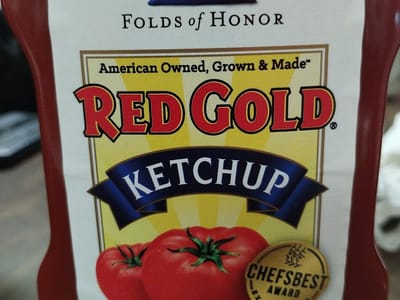 FOLDS of HONOR
American Owned, Grown & Made™
RED GOLD®
KETCHUP
CHEFSBEST
AWARD